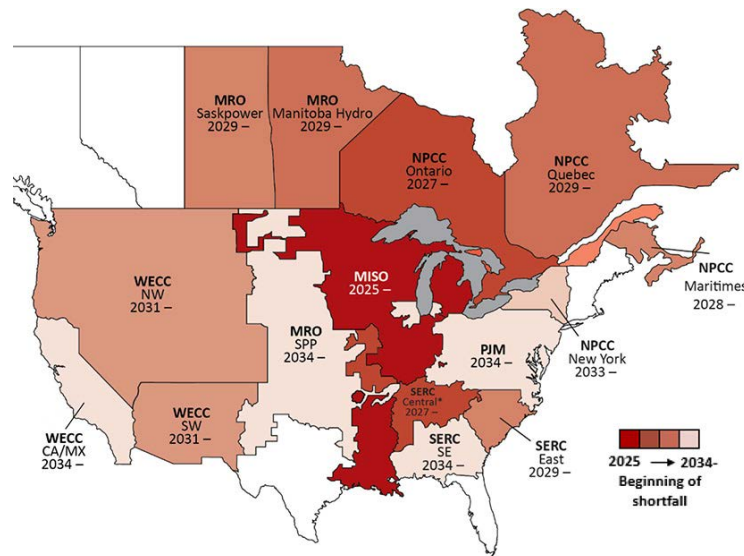 MRO
Saskpower
2029 –
MRO
Manitoba Hydro
2029 –
NPCC
Ontario
2027 –
NPCC
Quebec
2029 –
WECC
NW
2031 –
MISO
2025 –
NPCC
Maritimes
2028 –
MRO
SPP
2034 –
PJM
2034 –
NPCC
New York
2033 –
WECC
CA/MX
2034 –
WECC
SW
2031 –
SERC
Central*
2027 –
SERC
SE
2034 –
SERC
East
2029 –
2025 → 2034-
Beginning of
shortfall